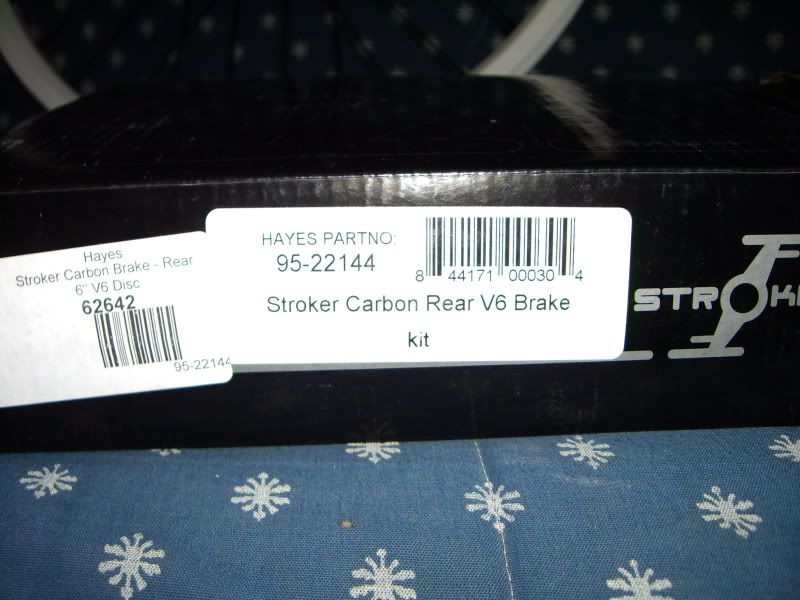 Hayes
Stroker Carbon Brake - Rear
6" V6 Disc
62642
95-22144
HAYES PARTNO:
95-22144
8 44171 00030 4
Stroker Carbon Rear V6 Brake
kit
STROK